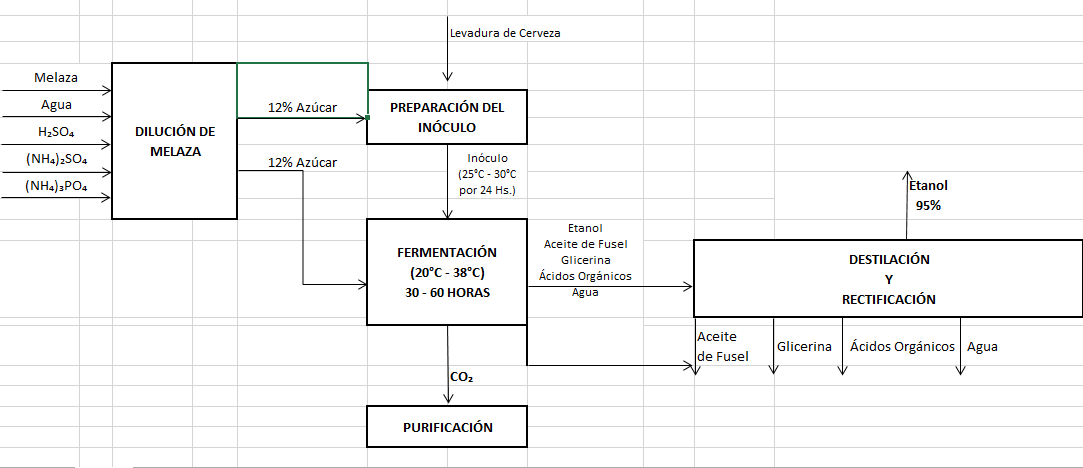 Levadura de Cerveza
Melaza
Agua
H₂SO₄
(NH₄)₂SO₄
(NH₄)₃PO₄
DILUCIÓN DE
MELAZA
12% Azúcar
12% Azúcar
PREPARACIÓN DEL
INÓCULO
Inóculo
(25°C - 30°C
por 24 Hs.)
FERMENTACIÓN
(20°C - 38°C)
30 - 60 HORAS
Etanol
Aceite de Fusel
Glicerina
Ácidos Orgánicos
Agua
Etanol
95%
DESTILACIÓN
Y
RECTIFICACIÓN
Aceite
de Fusel
Glicerina
Ácidos Orgánicos
Agua
CO₂
PURIFICACIÓN